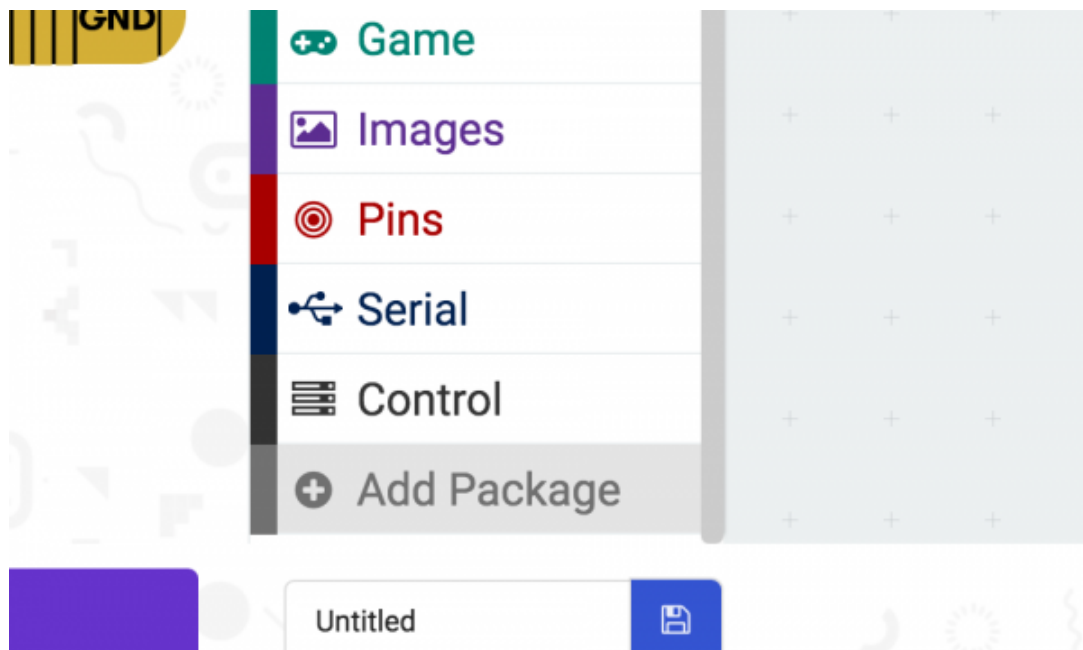 GND
Game
Images
Pins
Serial
Control
Add Package
Untitled